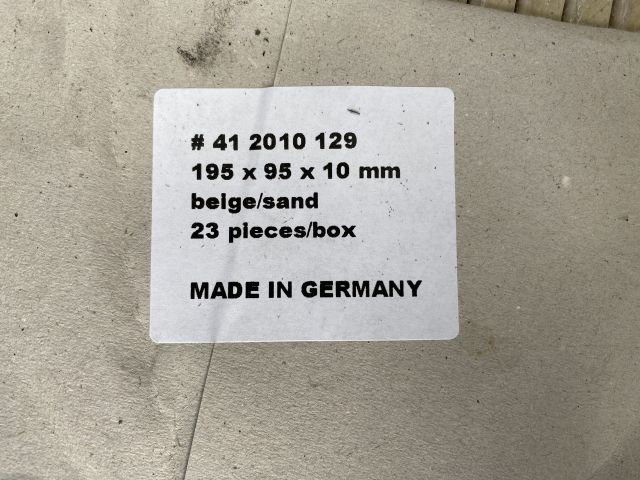 # 41 2010 129
195 x 95 x 10 mm
beige/sand
23 pieces/box
MADE IN GERMANY